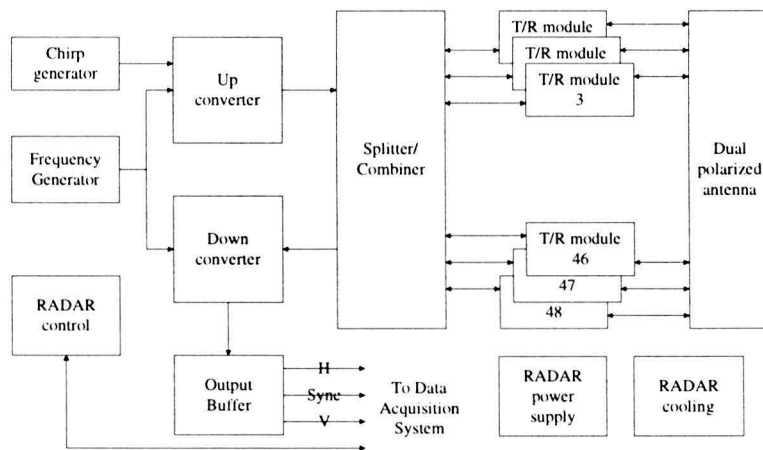 Chirp
generator
Up
converter
Frequency
Generator
Down
converter
RADAR
control
Output
Buffer
H
Sync
V
To Data
Acquisition
System
Splitter/
Combiner
T/R module
T/R module
T/R module
3
T/R module
46
47
48
Dual
polarized
antenna
RADAR
power
supply
RADAR
cooling